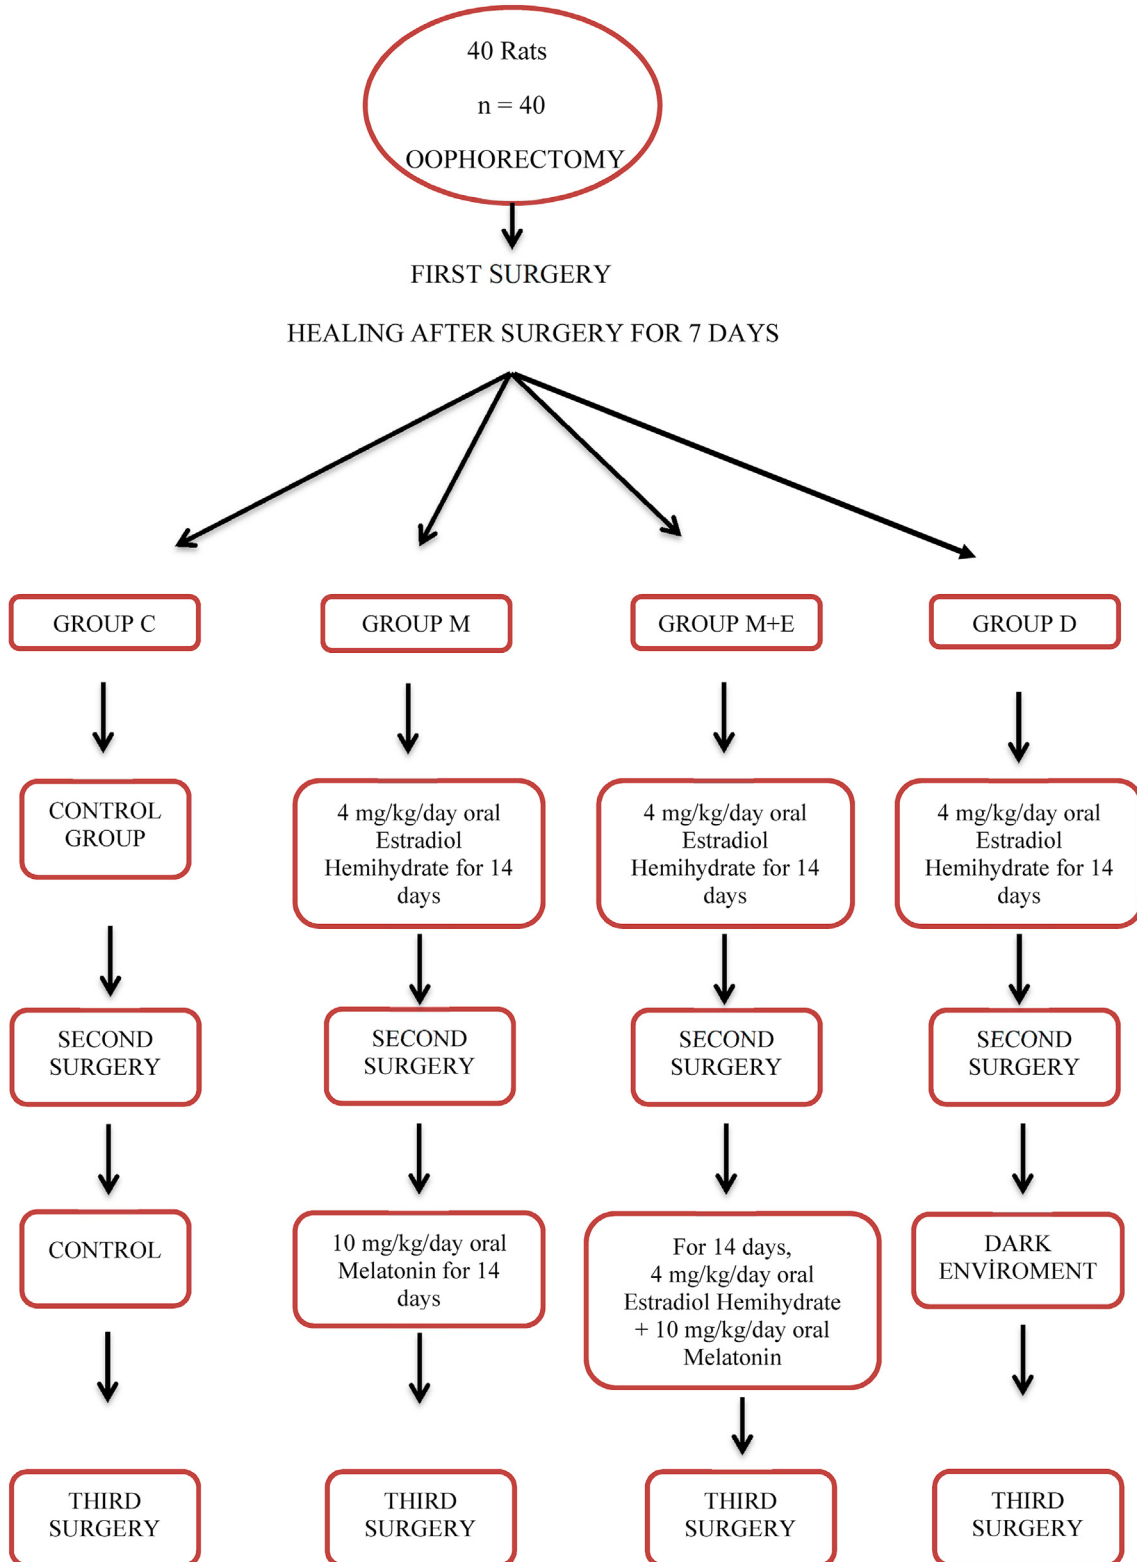 40 Rats
n = 40
OOPHORECTOMY
FIRST SURGERY
HEALING AFTER SURGERY FOR 7 DAYS
GROUP C
GROUP M
GROUP M+E
GROUP D
CONTROL
GROUP
4 mg/kg/day oral
Estradiol
Hemihydrate for 14
days
4 mg/kg/day oral
Estradiol
Hemihydrate for 14
days
4 mg/kg/day oral
Estradiol
Hemihydrate for 14
days
SECOND
SURGERY
SECOND
SURGERY
SECOND
SURGERY
SECOND
SURGERY
CONTROL
10 mg/kg/day oral
Melatonin for 14
days
For 14 days,
4 mg/kg/day oral
Estradiol Hemihydrate
+ 10 mg/kg/day oral
Melatonin
DARK
ENVİROMENT
THIRD
SURGERY
THIRD
SURGERY
THIRD
SURGERY
THIRD
SURGERY